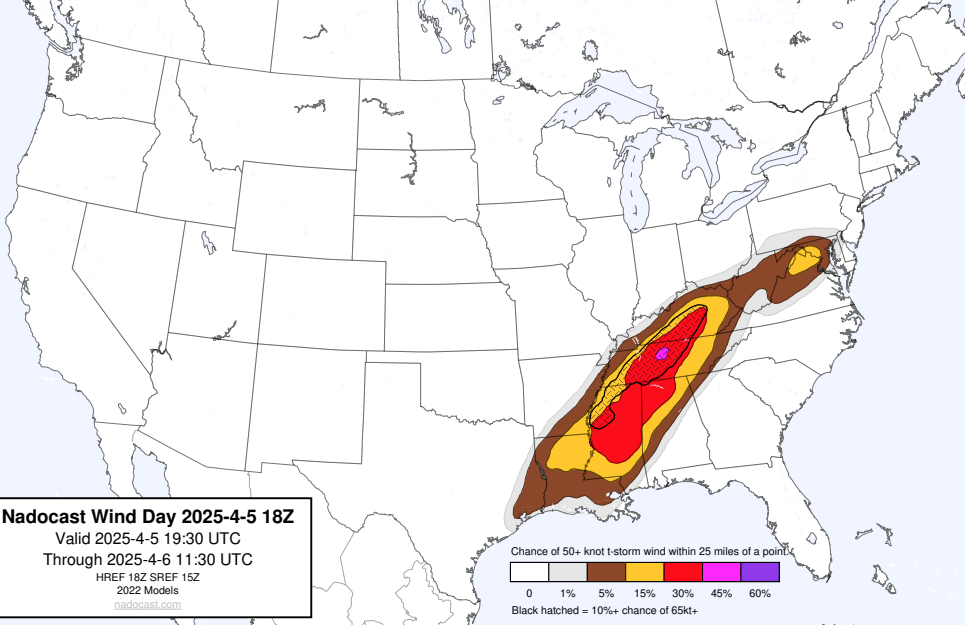 Nadocast Wind Day 2025-4-5 18Z
Valid 2025-4-5 19:30 UTC
Through 2025-4-6 11:30 UTC
HREF 18Z SREF 15Z
2022 Models
nadocast.com
Chance of 50+ knot t-storm wind within 25 miles of a point.
0 1% 5% 15% 30% 45% 60%
Black hatched = 10%+ chance of 65kt+